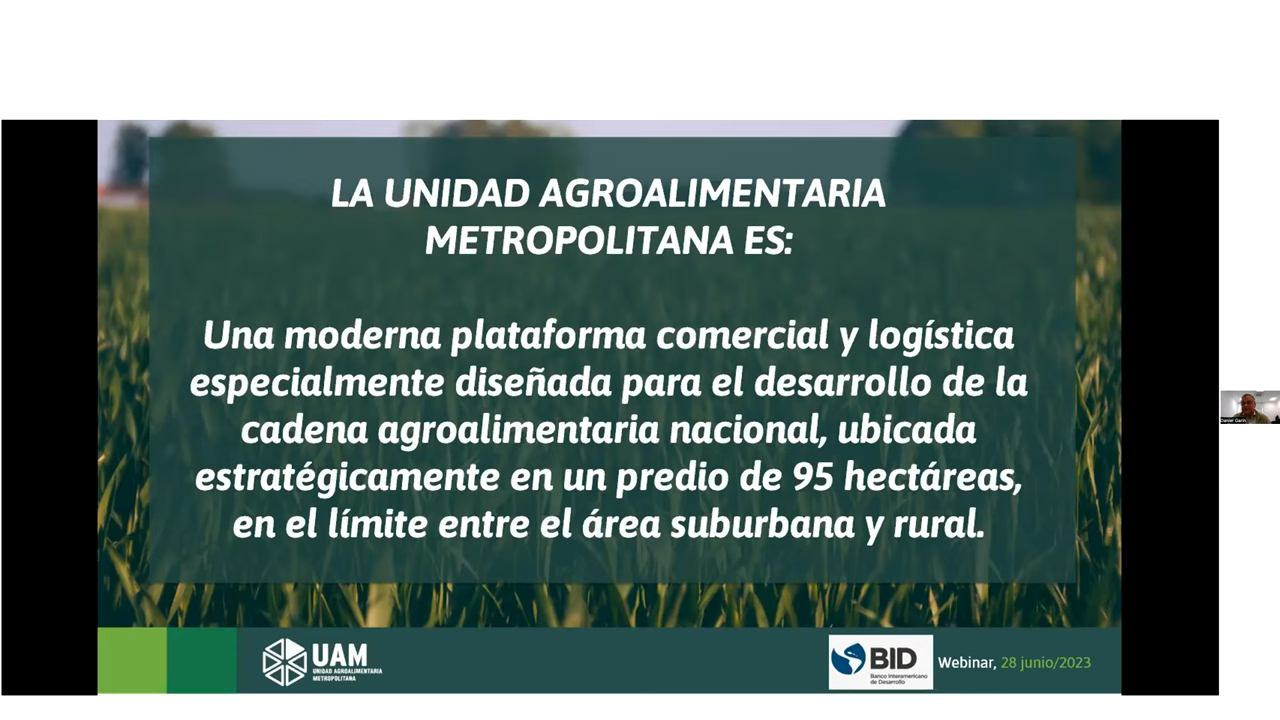 LA UNIDAD AGROALIMENTARIA
METROPOLITANA ES:
Una moderna plataforma comercial y logística
especialmente diseñada para el desarrollo de la
cadena agroalimentaria nacional, ubicada
estratégicamente en un predio de 95 hectáreas,
en el límite entre el área suburbana y rural.
UAM
UNIDAD AGROALIMENTARIA
METROPOLITANA
BID
Banco Interamericano
de Desarrollo
Webinar, 28 junio/2023
Daniel Garín